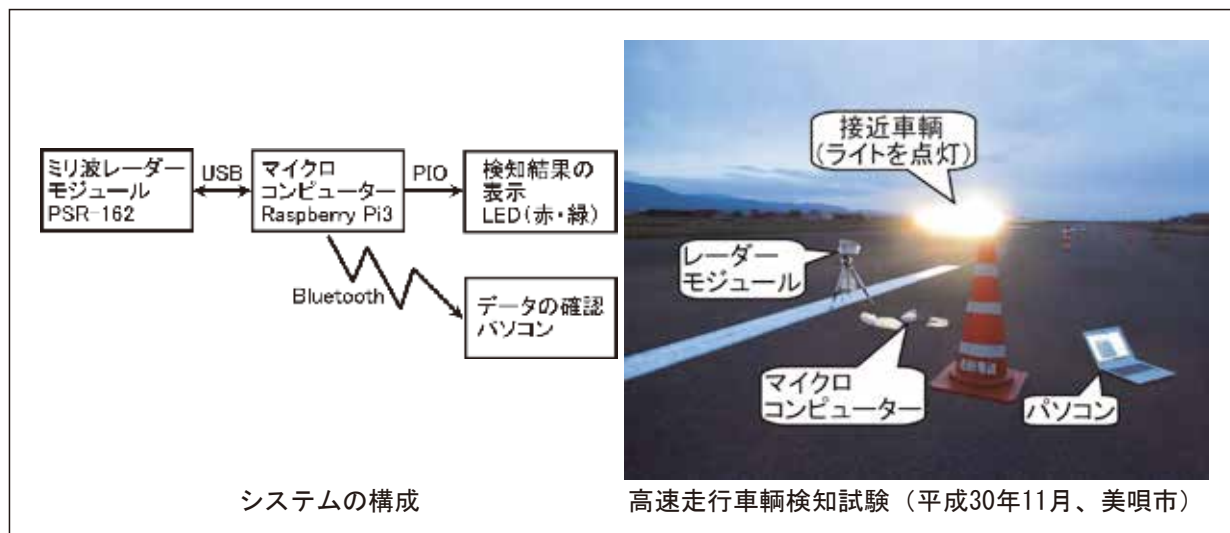 ミリ波レーダー
モジュール
PSR-162
USB
マイクロ
コンピューター
Raspberry Pi3
PIO
検知結果の
表示
LED(赤・緑)
Bluetooth
データの確認
パソコン
システムの構成
接近車輌
(ライトを点灯)
レーダー
モジュール
マイクロ
コンピューター
パソコン
高速走行車輌検知試験(平成30年11月、美唄市)